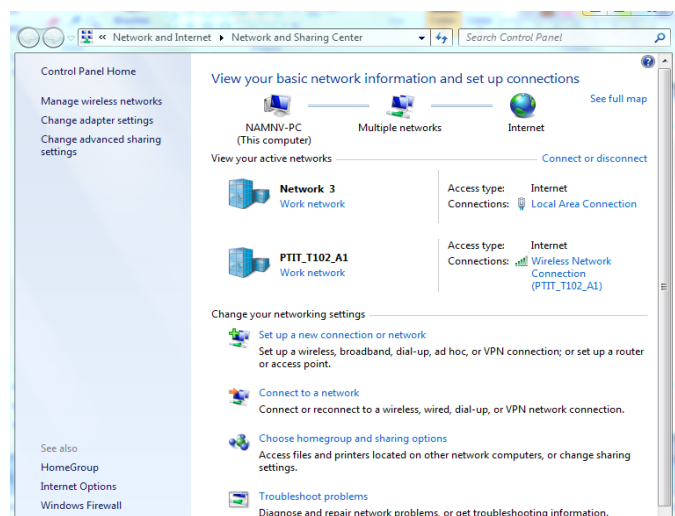 « Network and Internet ▸ Network and Sharing Center
Search Control Panel
Control Panel Home
Manage wireless networks
Change adapter settings
Change advanced sharing
settings
See also
HomeGroup
Internet Options
Windows Firewall
View your basic network information and set up connections
See full map
NAMNV-PC
(This computer)
Multiple networks
Internet
View your active networks
Connect or disconnect
Network 3
Work network
Access type: Internet
Connections: Local Area Connection
PTIT_T102_A1
Work network
Access type: Internet
Connections: Wireless Network
Connection
(PTIT_T102_A1)
Change your networking settings
Set up a new connection or network
Set up a wireless, broadband, dial-up, ad hoc, or VPN connection; or set up a router
or access point.
Connect to a network
Connect or reconnect to a wireless, wired, dial-up, or VPN network connection.
Choose homegroup and sharing options
Access files and printers located on other network computers, or change sharing
settings.
Troubleshoot problems
Diagnose and repair network problems, or get troubleshooting information.